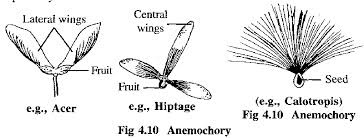 Lateral wings
Fruit
e.g., Acer
Central
wings
Fruit
e.g., Hiptage
Fig 4.10 Anemochory
Seed
(e.g., Calotropis)
Fig 4.10 Anemochory